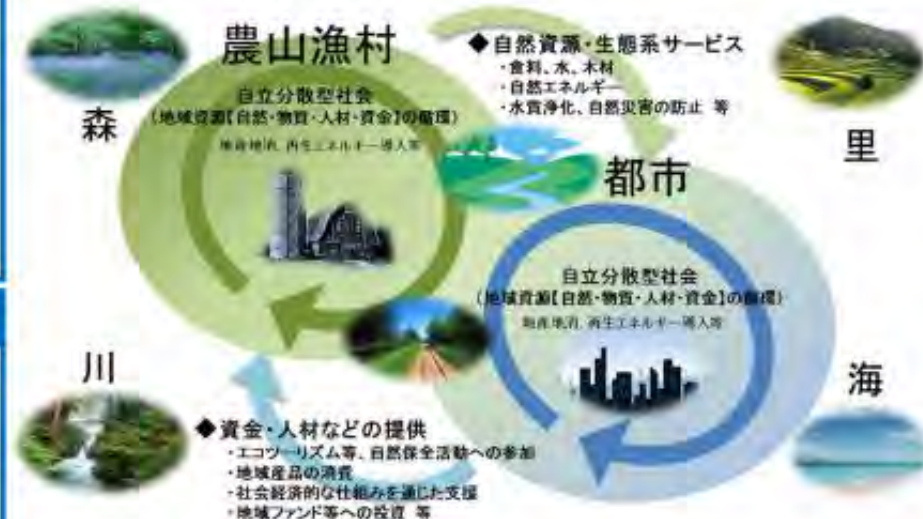 農山漁村
◆自然資源・生態系サービス
・食料、水、木材
・自然エネルギー
・水質浄化、自然災害の防止 等
自立分散型社会
(地域資源【自然・物質・人材・資金】の循環)
地産地消、再生エネルギー導入等
森
里
都市
自立分散型社会
(地域資源【自然・物質・人材・資金】の循環)
地産地消、再生エネルギー導入等
川
海
◆資金・人材などの提供
・エコツーリズム等、自然保全活動への参加
・地域産品の消費
・社会経済的な仕組みを通じた支援
・地域ファンド等への投資 等